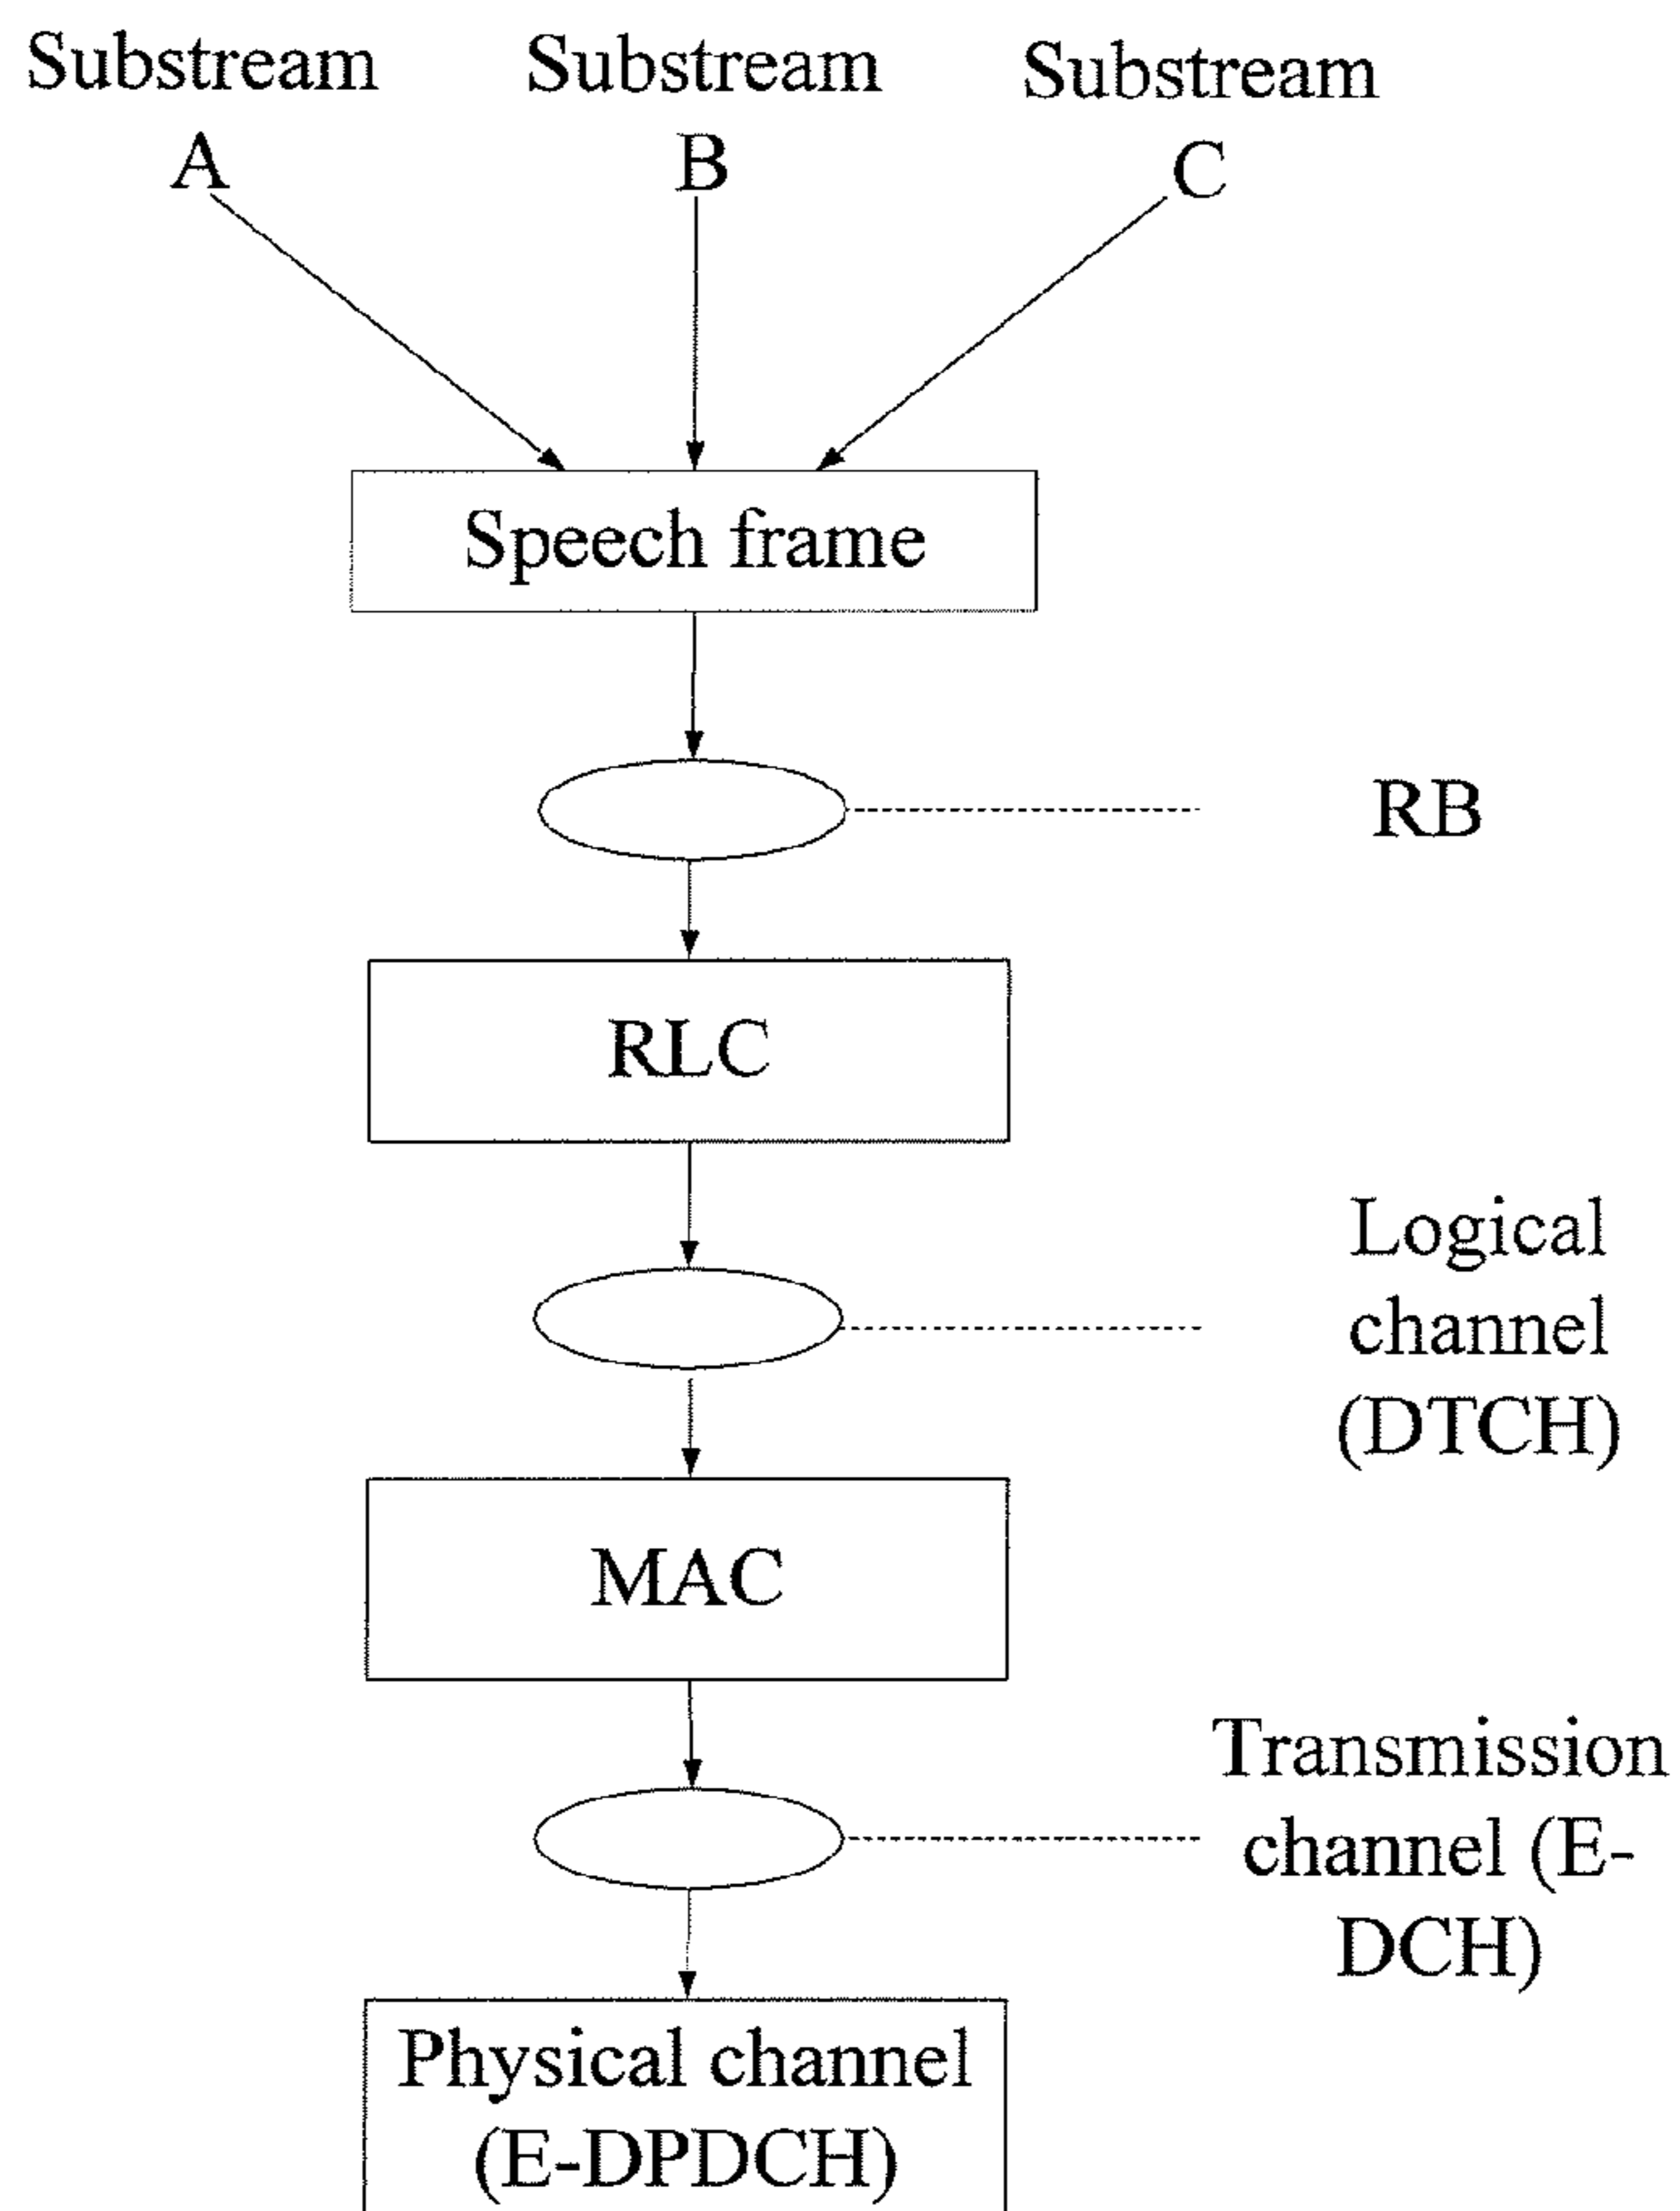 Substream
A
Substream
B
Substream
C
Speech frame
RB
RLC
Logical
channel
(DTCH)
MAC
Transmission
channel (E-
DCH)
Physical channel
(E-DPDCH)